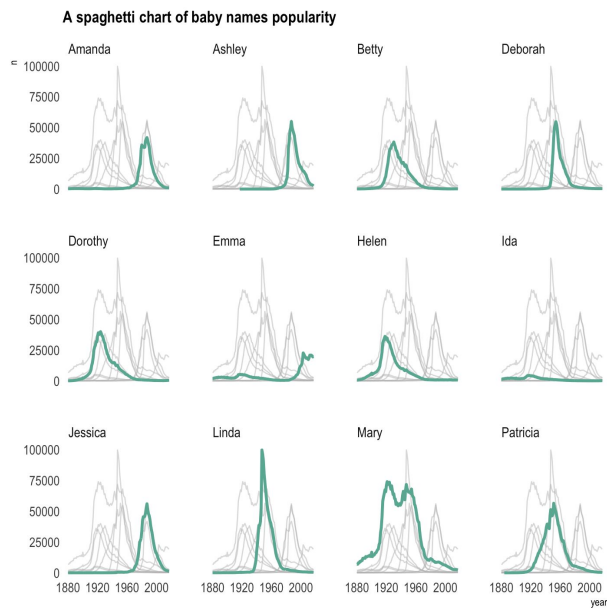 A spaghetti chart of baby names popularity
Amanda Ashley Betty Deborah
n
100000
75000
50000
25000
0
Dorothy Emma Helen Ida
100000
75000
50000
25000
0
Jessica Linda Mary Patricia
100000
75000
50000
25000
0
1880 1920 1960 2000 1880 1920 1960 2000 1880 1920 1960 2000 1880 1920 1960 2000
year